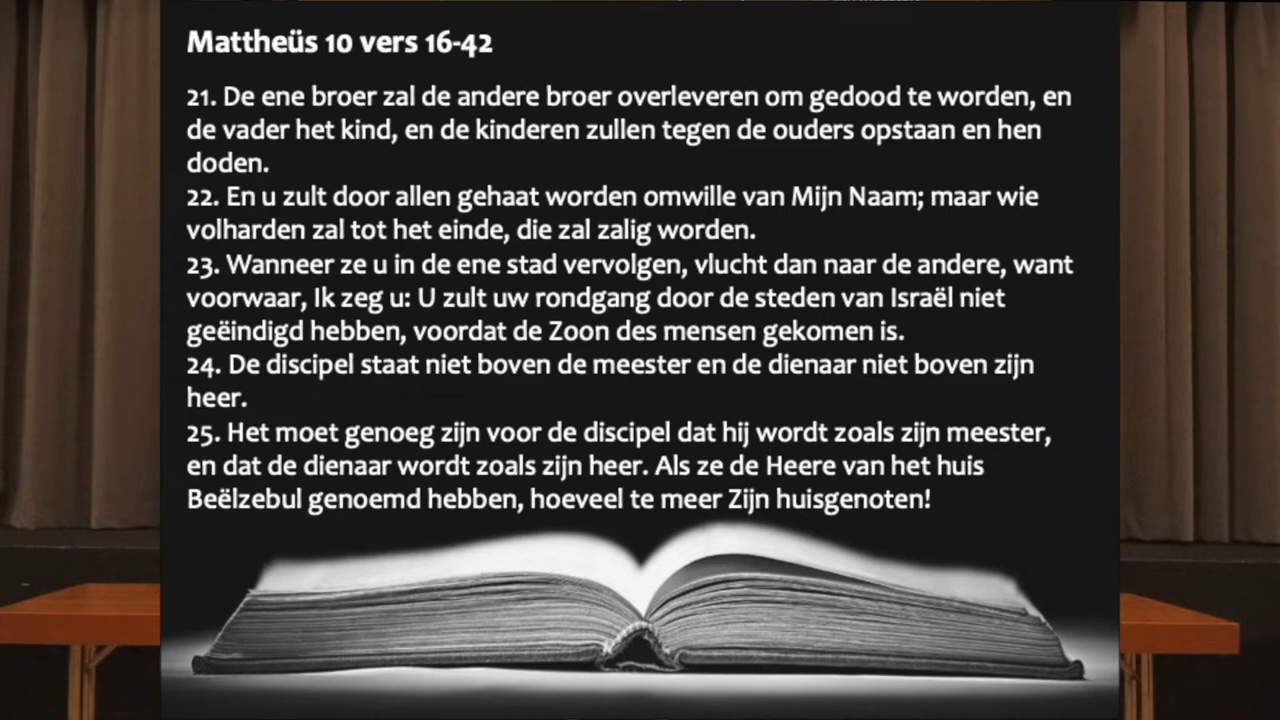 Mattheüs 10 vers 16-42
21. De ene broer zal de andere broer overleveren om gedood te worden, en
de vader het kind, en de kinderen zullen tegen de ouders opstaan en hen
doden.
22. En u zult door allen gehaat worden omwille van Mijn Naam; maar wie
volharden zal tot het einde, die zal zalig worden.
23. Wanneer ze u in de ene stad vervolgen, vlucht dan naar de andere, want
voorwaar, Ik zeg u: U zult uw rondgang door de steden van Israël niet
geëindigd hebben, voordat de Zoon des mensen gekomen is.
24. De discipel staat niet boven de meester en de dienaar niet boven zijn
heer.
25. Het moet genoeg zijn voor de discipel dat hij wordt zoals zijn meester,
en dat de dienaar wordt zoals zijn heer. Als ze de Heere van het huis
Beëlzebul genoemd hebben, hoeveel te meer Zijn huisgenoten!